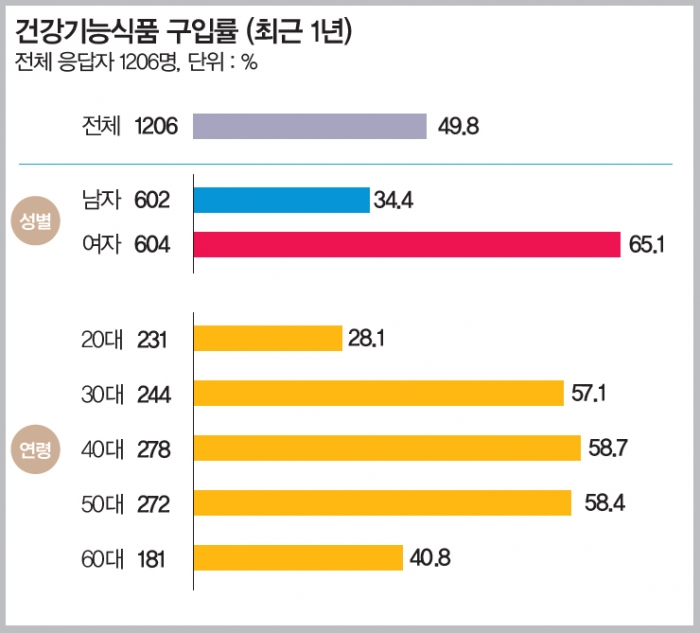 건강기능식품 구입률 (최근 1년)
전체 응답자 1206명, 단위 : %
전체 1206 49.8
성별
남자 602 34.4
여자 604 65.1
20대 231 28.1
30대 244 57.1
연령
40대 278 58.7
50대 272 58.4
60대 181 40.8